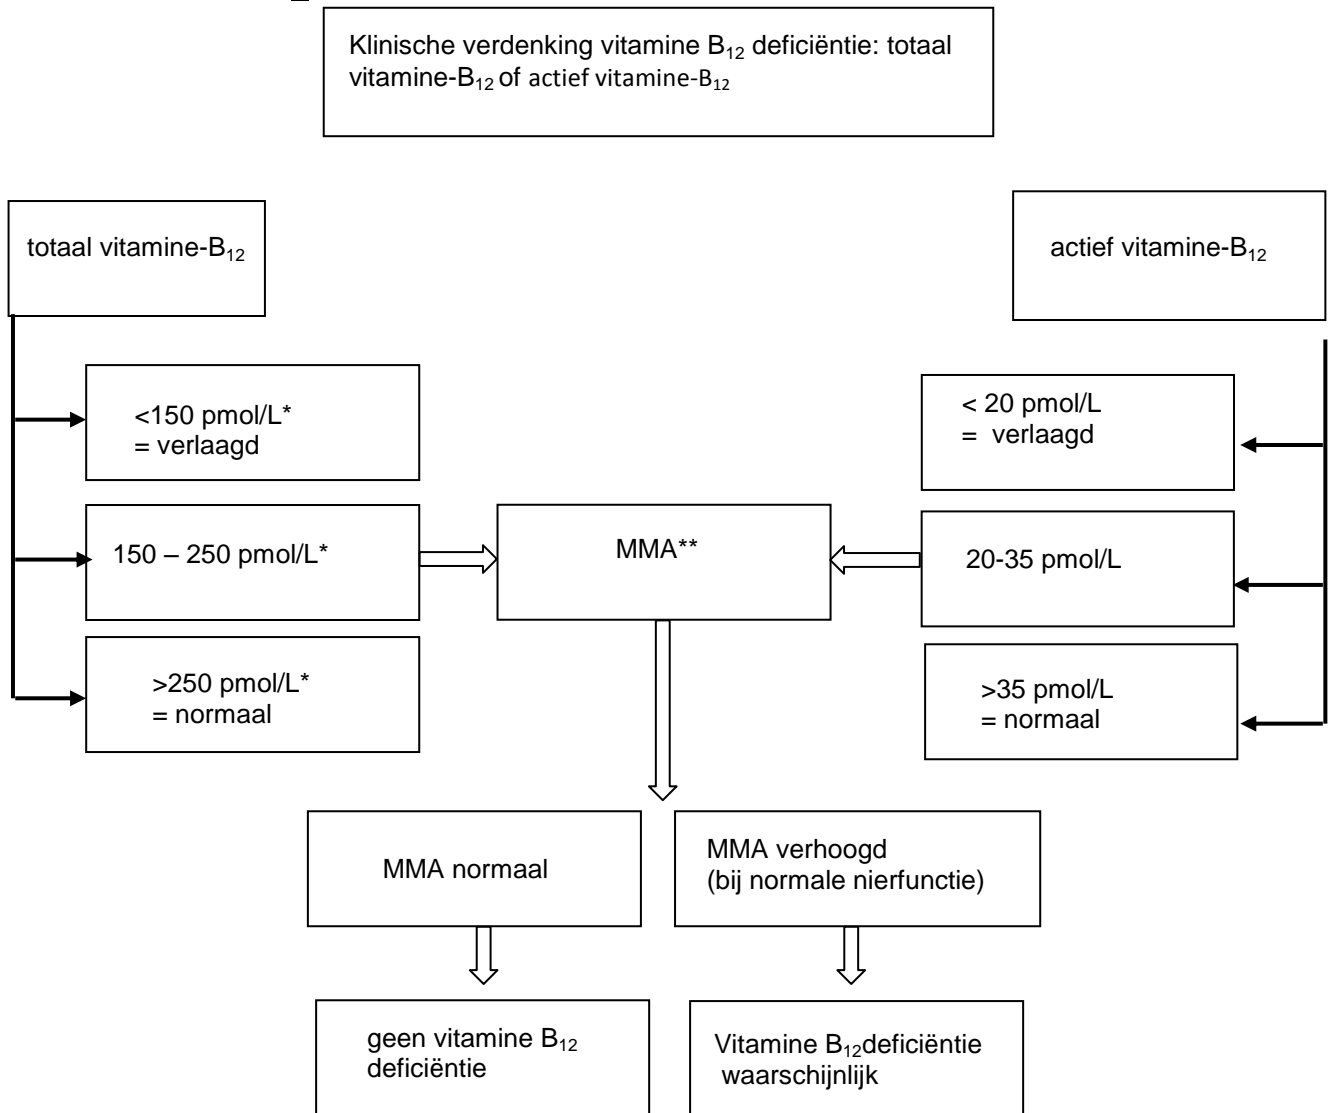 Klinische verdenking vitamine B₁₂ deficiëntie: totaal
vitamine-B₁₂ of actief vitamine-B₁₂
totaal vitamine-B₁₂
actief vitamine-B₁₂
<150 pmol/L*
= verlaagd
< 20 pmol/L
= verlaagd
150 – 250 pmol/L*
MMA**
20-35 pmol/L
>250 pmol/L*
= normaal
>35 pmol/L
= normaal
MMA normaal
MMA verhoogd
(bij normale nierfunctie)
geen vitamine B₁₂
deficiëntie
Vitamine B₁₂deficiëntie
waarschijnlijk